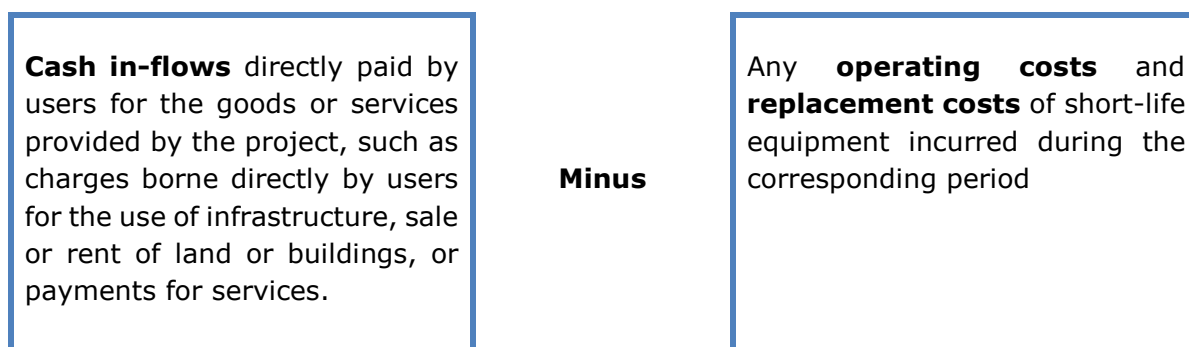 Cash in-flows directly paid by
users for the goods or services
provided by the project, such as
charges borne directly by users
for the use of infrastructure, sale
or rent of land or buildings, or
payments for services.
Minus
Any operating costs and
replacement costs of short-life
equipment incurred during the
corresponding period